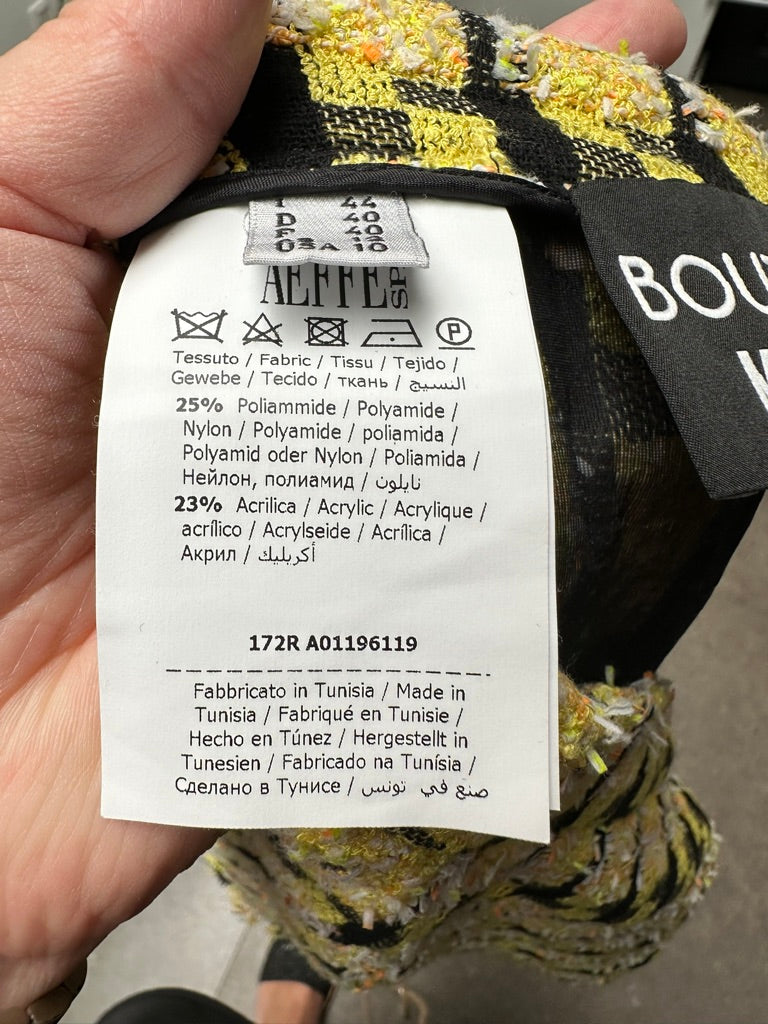 I 44
D 40
F 40
USA 10
AEFFE SPA
P
Tessuto / Fabric / Tissu / Tejido /
Gewebe / Tecido / ткань / النسيج
25% Poliammide / Polyamide /
Nylon / Polyamide / poliamida /
Polyamid oder Nylon / Poliamida /
Нейлон, полиамид / نايلون
23% Acrilica / Acrylic / Acrylique /
acrílico / Acrylseide / Acrílica /
Акрил / أكريليك
172R A01196119
Fabbricato in Tunisia / Made in
Tunisia / Fabriqué en Tunisie /
Hecho en Túnez / Hergestellt in
Tunesien / Fabricado na Tunísia /
Сделано в Тунисе / صنع في تونس
BOU